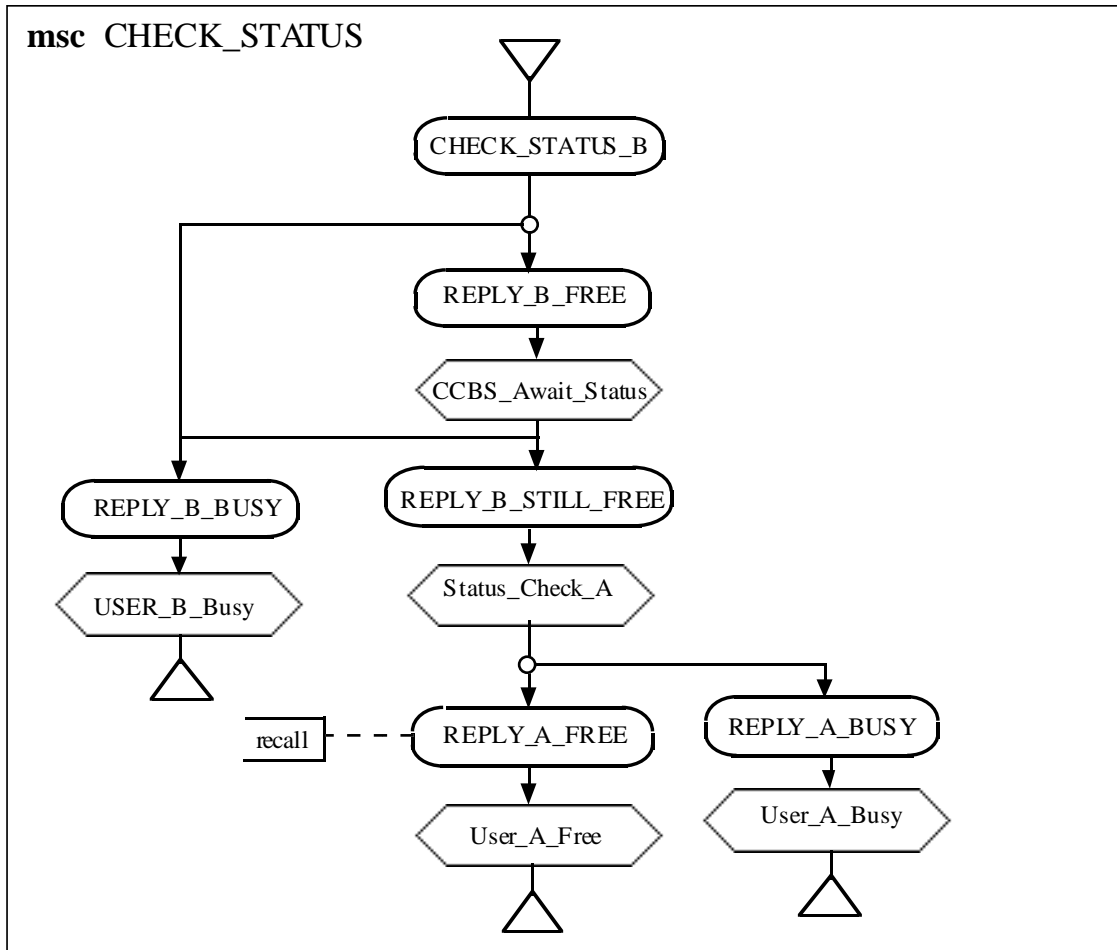 msc CHECK_STATUS
CHECK_STATUS_B
REPLY_B_FREE
CCBS_Await_Status
REPLY_B_BUSY
REPLY_B_STILL_FREE
USER_B_Busy
Status_Check_A
recall
REPLY_A_FREE
REPLY_A_BUSY
User_A_Free
User_A_Busy